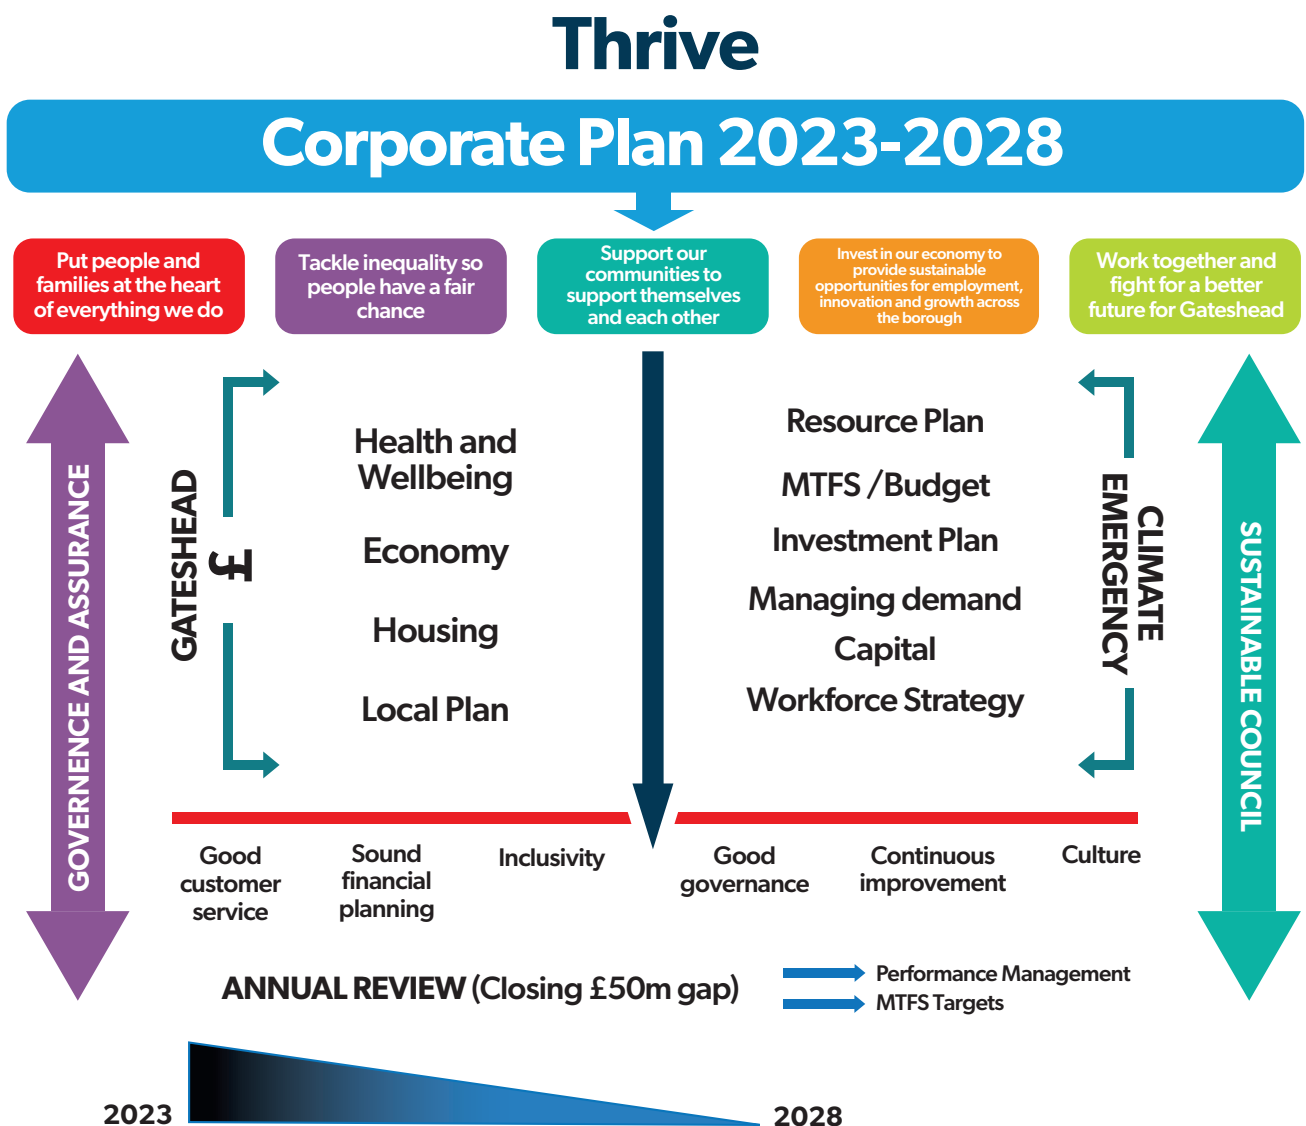 Thrive
Corporate Plan 2023-2028
Put people and
families at the heart
of everything we do
Tackle inequality so
people have a fair
chance
Support our
communities to
support themselves
and each other
Invest in our economy to
provide sustainable
opportunities for employment,
innovation and growth across
the borough
Work together and
fight for a better
future for Gateshead
GOVERNENCE AND ASSURANCE
GATESHEAD
£
Health and
Wellbeing
Economy
Housing
Local Plan
Resource Plan
MTFS /Budget
Investment Plan
Managing demand
Capital
Workforce Strategy
CLIMATE
EMERGENCY
SUSTAINABLE COUNCIL
Good
customer
service
Sound
financial
planning
Inclusivity
Good
governance
Continuous
improvement
Culture
ANNUAL REVIEW (Closing £50m gap)
Performance Management
MTFS Targets
2023
2028